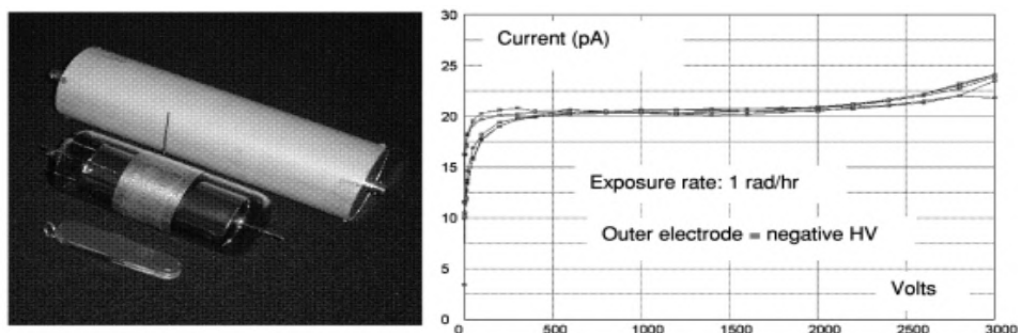 30
Current (pA)
25
20
15
Exposure rate: 1 rad/hr
10
Outer electrode = negative HV
5
Volts
0
0 500 1000 1500 2000 2500 3000